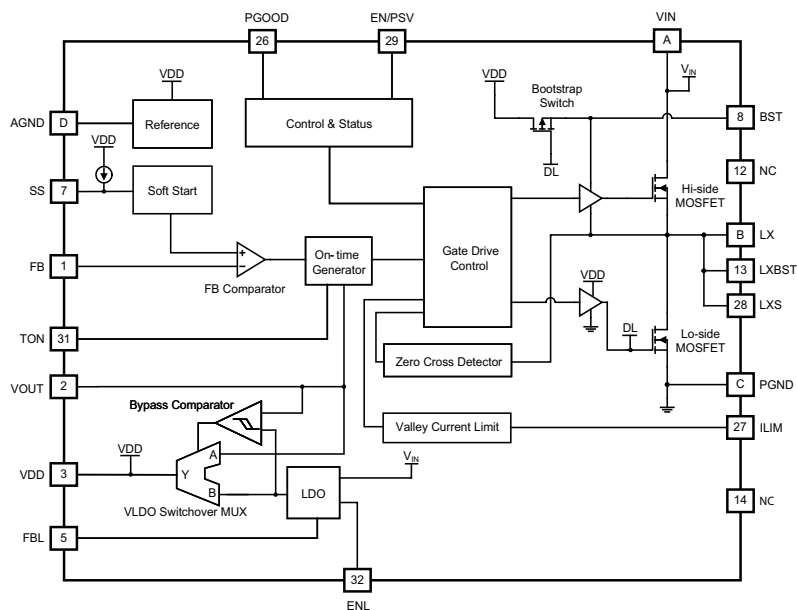 PGOOD
EN/PSV
VIN
26
29
A
VDD
VDD
Bootstrap
Switch
VIN
AGND
D
Reference
Control & Status
8
BST
VDD
DL
12
NC
SS
7
Soft Start
Hi-side
MOSFET
Gate Drive
Control
B
LX
FB
1
+
−
On-time
Generator
13
LXBST
FB Comparator
VDD
28
LXS
TON
31
DL
Lo-side
MOSFET
Zero Cross Detector
VOUT
2
C
PGND
Bypass Comparator
Valley Current Limit
27
ILIM
VDD
3
VDD
A
Y
B
VIN
LDO
14
NC
VLDO Switchover MUX
FBL
5
32
ENL